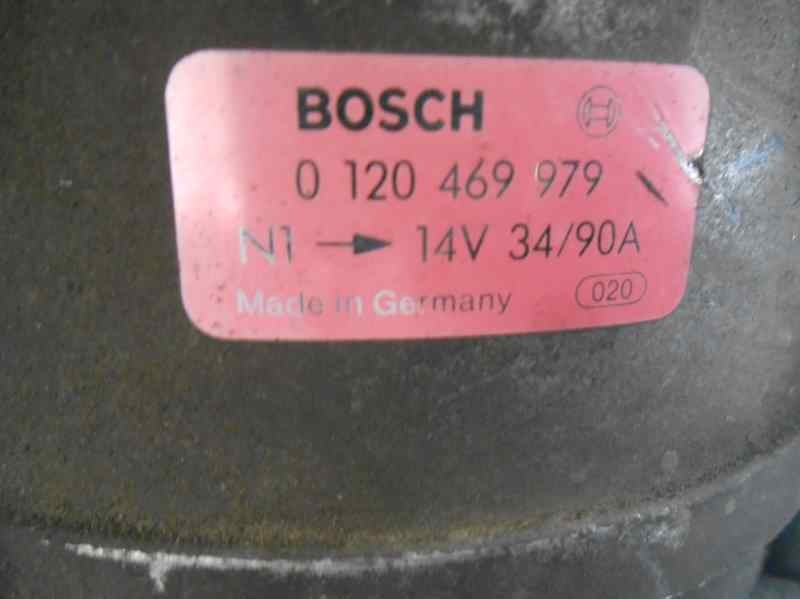 BOSCH
0 120 469 979
N1 → 14V 34/90A
Made in Germany 020